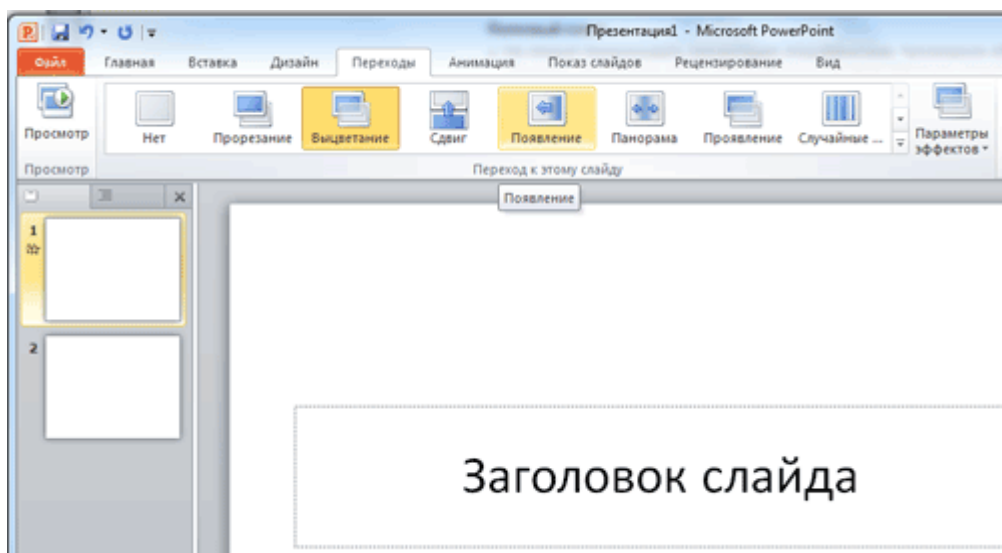 Презентация1 - Microsoft PowerPoint
Файл Главная Вставка Дизайн Переходы Анимация Показ слайдов Рецензирование Вид
Просмотр Нет Прорезание Выцветание Сдвиг Появление Панорама Проявление Случайные ... Параметры эффектов
Просмотр Переход к этому слайду
Появление
1
2
Заголовок слайда